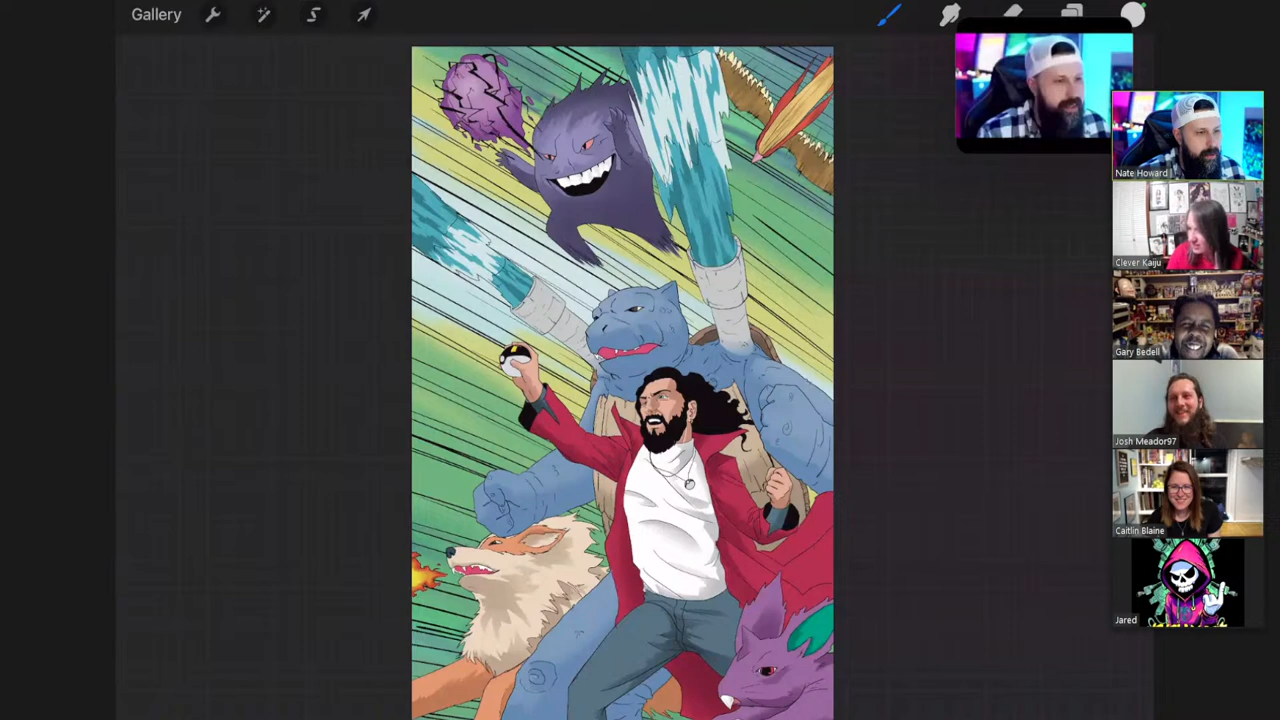 Gallery
Nate Howard
Clever Kaiju
Gary Bedell
Josh Meador97
Caitlin Blaine
Jared